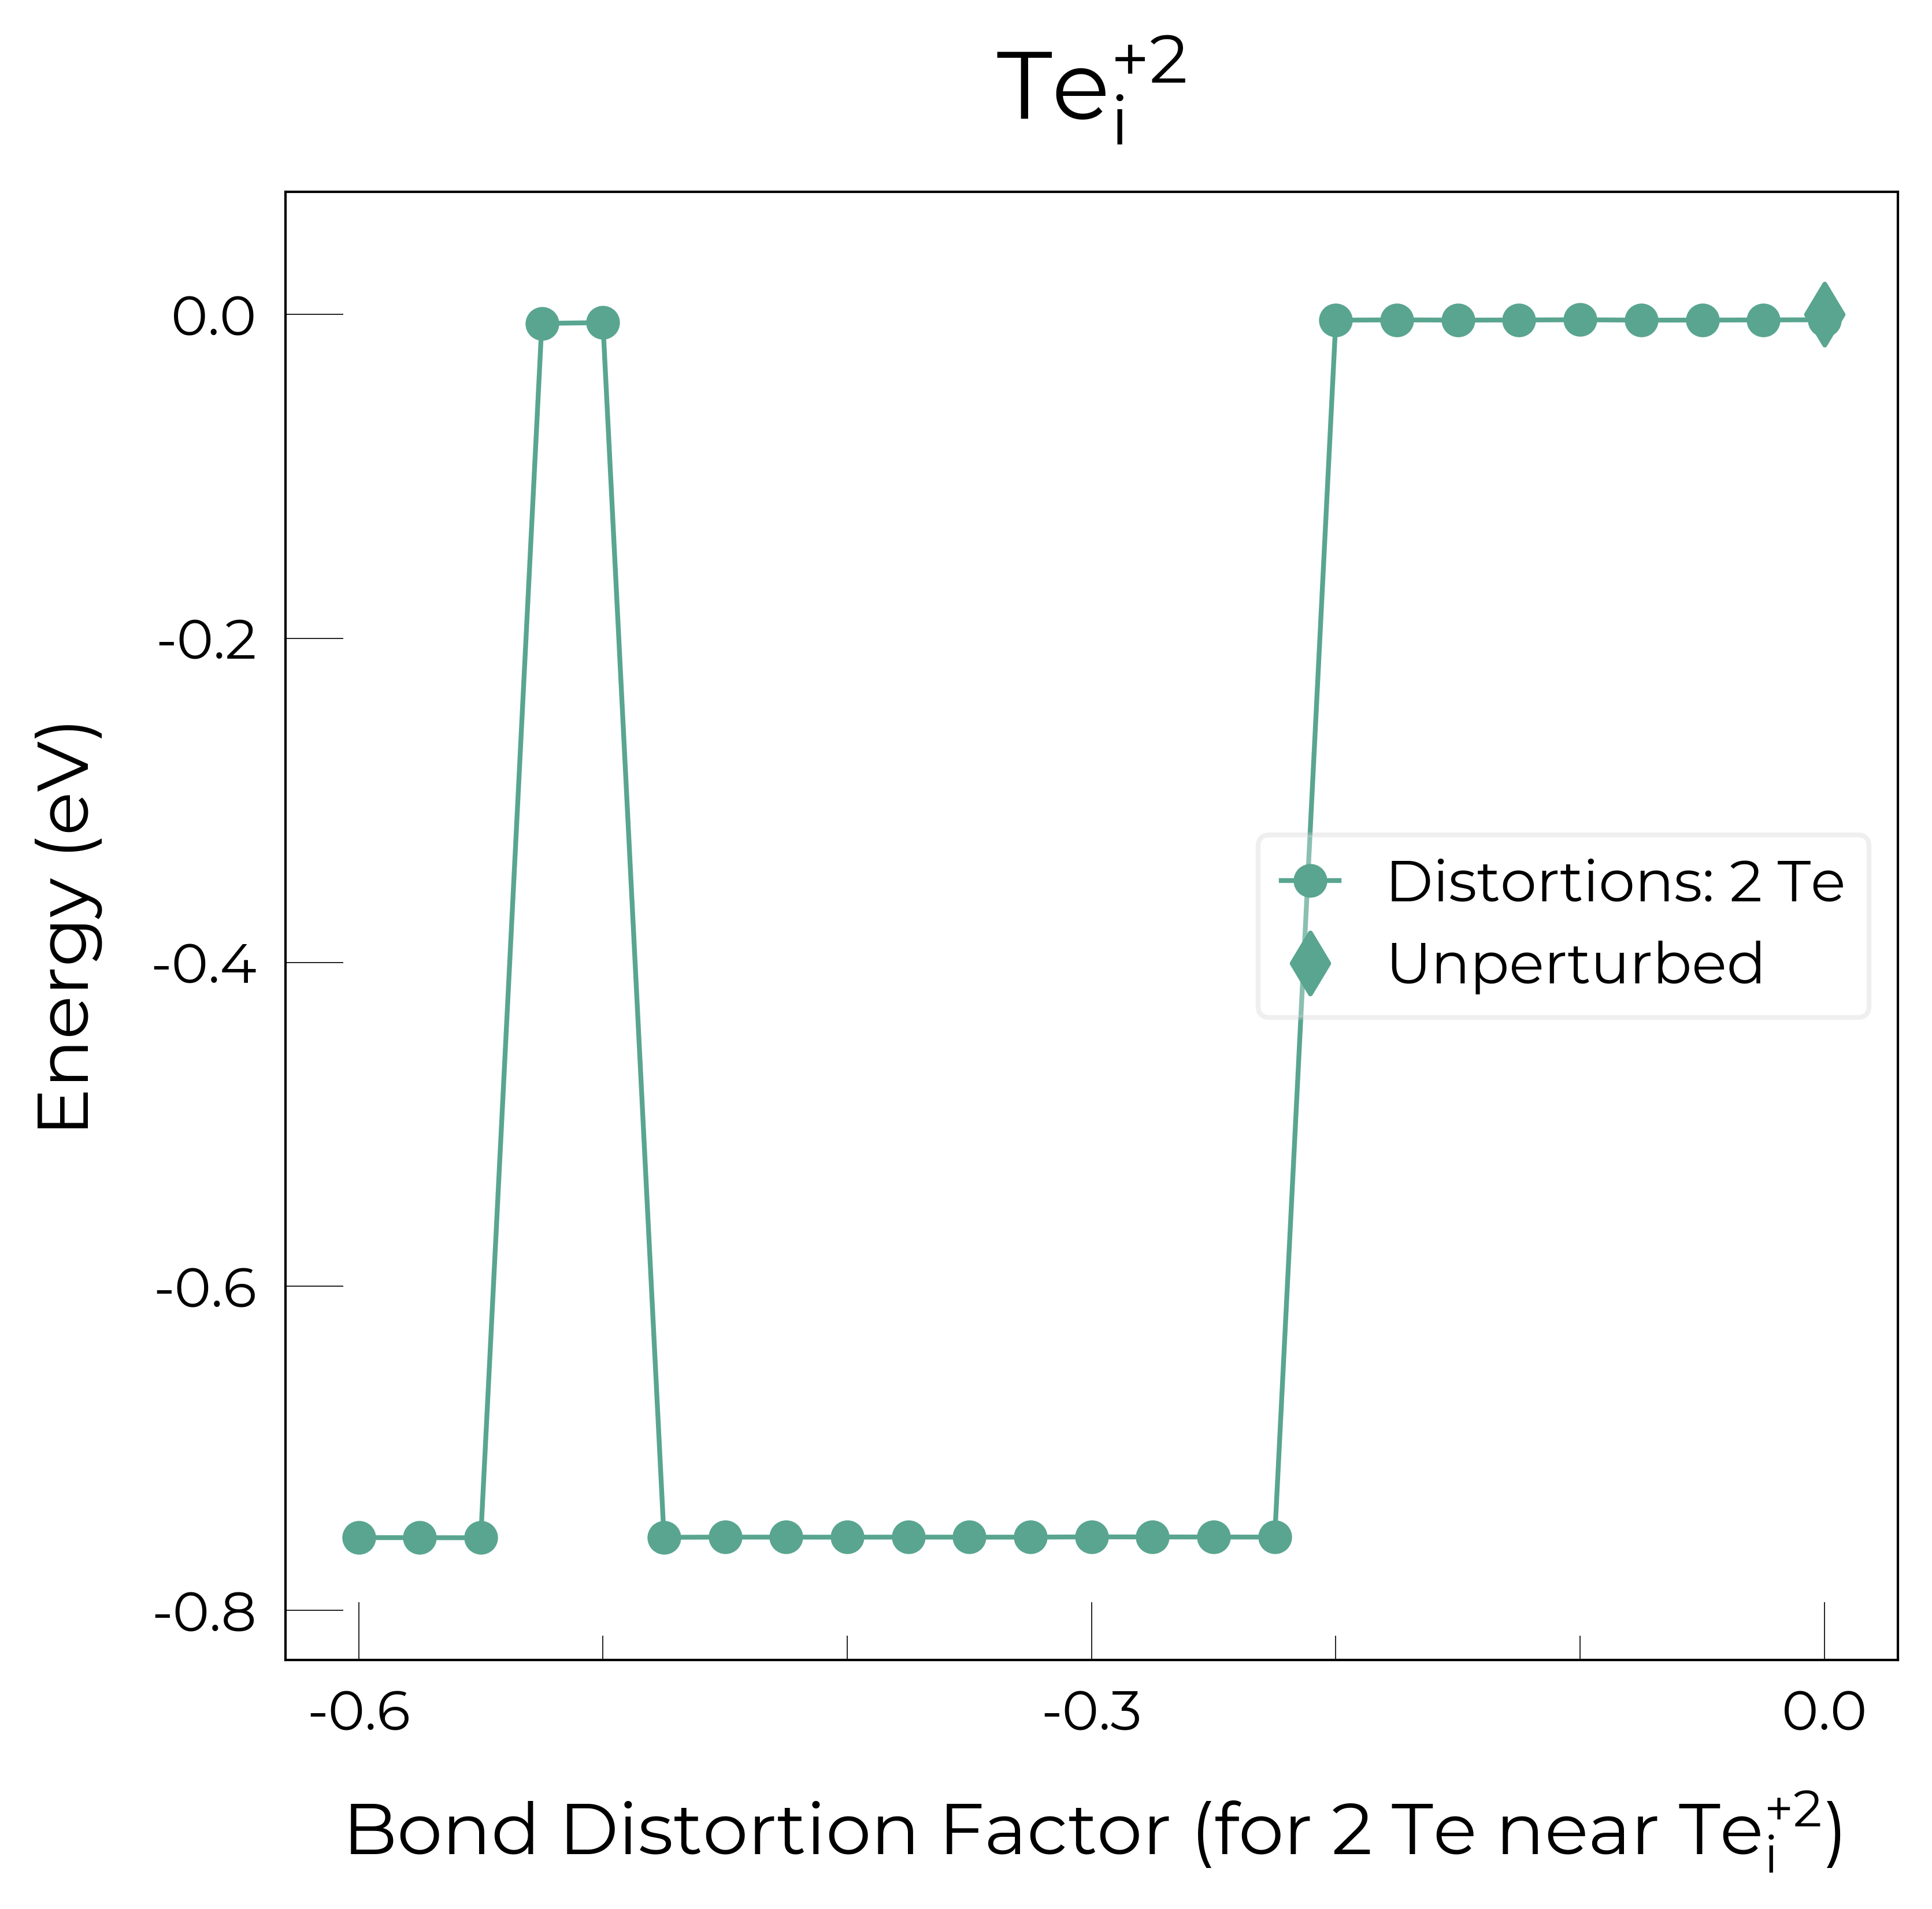 Te_i^{+2}
0.0
-0.2
-0.4
-0.6
-0.8
Energy (eV)
Distortions: 2 Te
Unperturbed
-0.6 -0.3 0.0
Bond Distortion Factor (for 2 Te near Te_i^{+2})